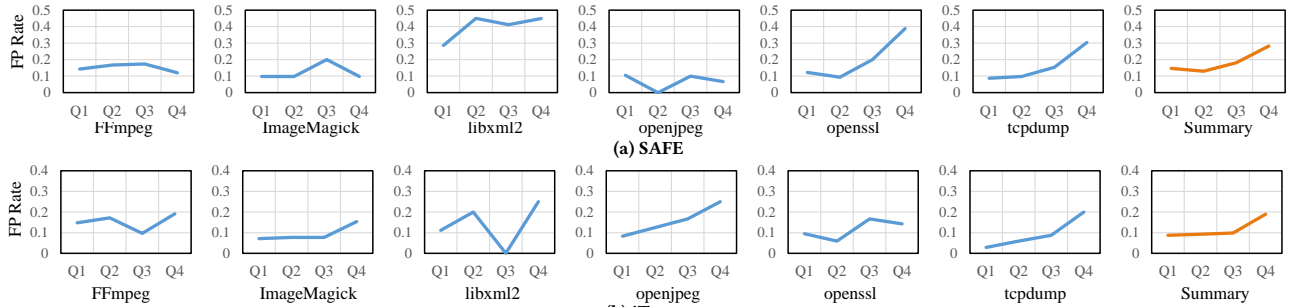 FP Rate
0.5 0.5 0.5 0.5 0.5 0.5 0.5
0.4 0.4 0.4 0.4 0.4 0.4 0.4
0.3 0.3 0.3 0.3 0.3 0.3 0.3
0.2 0.2 0.2 0.2 0.2 0.2 0.2
0.1 0.1 0.1 0.1 0.1 0.1 0.1
0 0 0 0 0 0 0
Q1 Q2 Q3 Q4 Q1 Q2 Q3 Q4 Q1 Q2 Q3 Q4 Q1 Q2 Q3 Q4 Q1 Q2 Q3 Q4 Q1 Q2 Q3 Q4 Q1 Q2 Q3 Q4
FFmpeg ImageMagick libxml2 openjpeg openssl tcpdump Summary
(a) SAFE
FP Rate
0.4 0.4 0.4 0.4 0.4 0.4 0.4
0.3 0.3 0.3 0.3 0.3 0.3 0.3
0.2 0.2 0.2 0.2 0.2 0.2 0.2
0.1 0.1 0.1 0.1 0.1 0.1 0.1
0 0 0 0 0 0 0
Q1 Q2 Q3 Q4 Q1 Q2 Q3 Q4 Q1 Q2 Q3 Q4 Q1 Q2 Q3 Q4 Q1 Q2 Q3 Q4 Q1 Q2 Q3 Q4 Q1 Q2 Q3 Q4
FFmpeg ImageMagick libxml2 openjpeg openssl tcpdump Summary